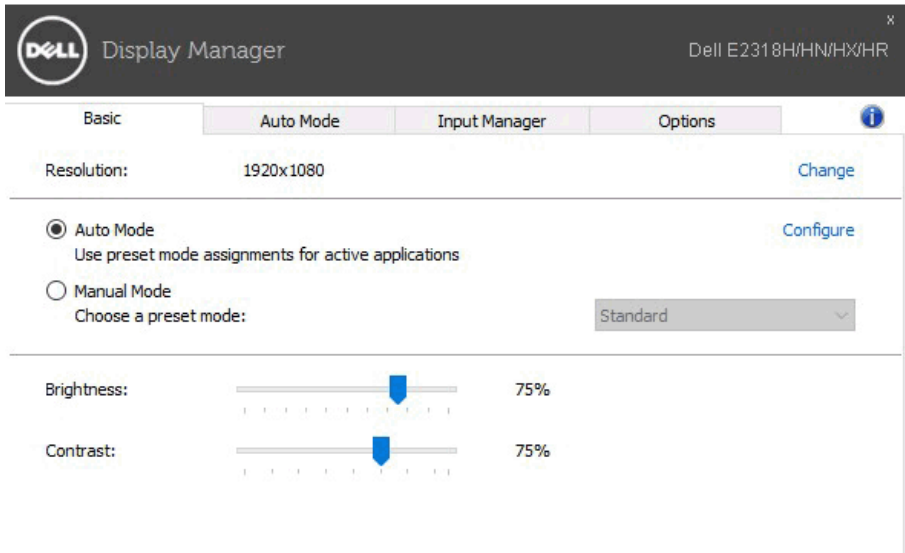 x
DELL Display Manager
Dell E2318H/HN/HX/HR
Basic Auto Mode Input Manager Options i
Resolution: 1920x1080 Change
Auto Mode Configure
Use preset mode assignments for active applications
Manual Mode
Choose a preset mode: Standard
Brightness: 75%
Contrast: 75%